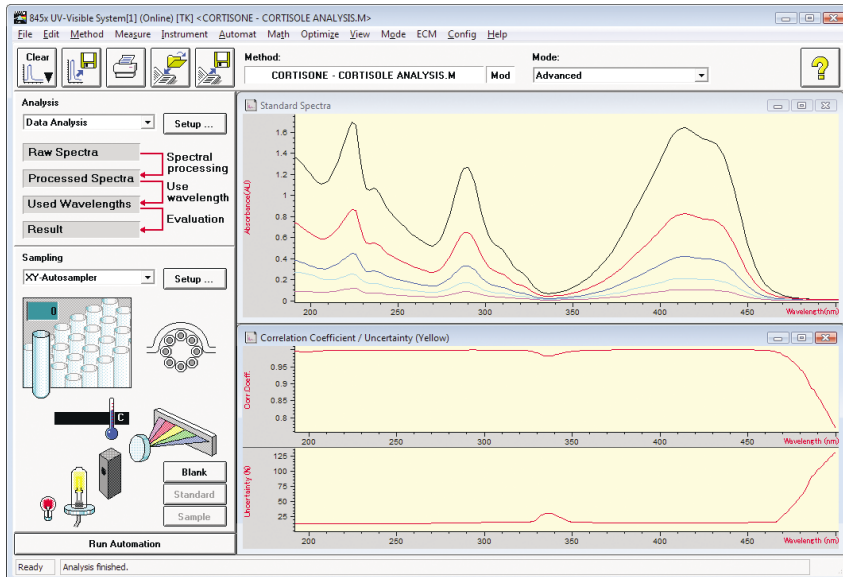 845x UV-Visible System[1] (Online) [TK] <CORTISONE - CORTISOLE ANALYSIS.M>
File Edit Method Measure Instrument Automat Math Optimize View Mode ECM Config Help
Clear
Method:
CORTISONE - CORTISOLE ANALYSIS.M
Mod
Mode:
Advanced
Analysis
Data Analysis
Setup ...
Raw Spectra
Spectral
processing
Processed Spectra
Use
wavelength
Used Wavelengths
Evaluation
Result
Sampling
XY-Autosampler
Setup ...
0
C
Blank
Standard
Sample
Run Automation
Standard Spectra
Absorbance(AU)
1.6
1.4
1.2
1
0.8
0.6
0.4
0.2
0
200 250 300 350 400 450
Wavelength(nm)
Correlation Coefficient / Uncertainty (Yellow)
Corr.Coeff.
0.95
0.9
0.85
0.8
200 250 300 350 400 450
Wavelength (nm)
Uncertainty (N)
125
100
75
50
25
200 250 300 350 400 450
Wavelength (nm)
Ready
Analysis finished.